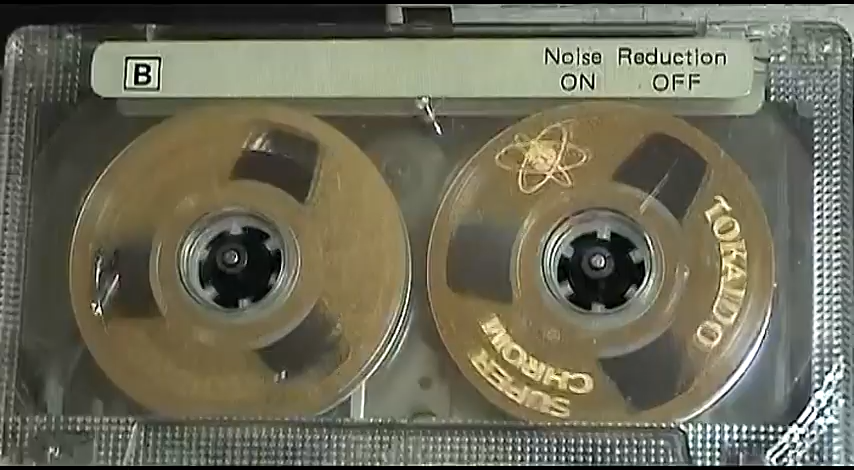 B
Noise Reduction
ON OFF
TOKAIDO
SUPER
CHROM